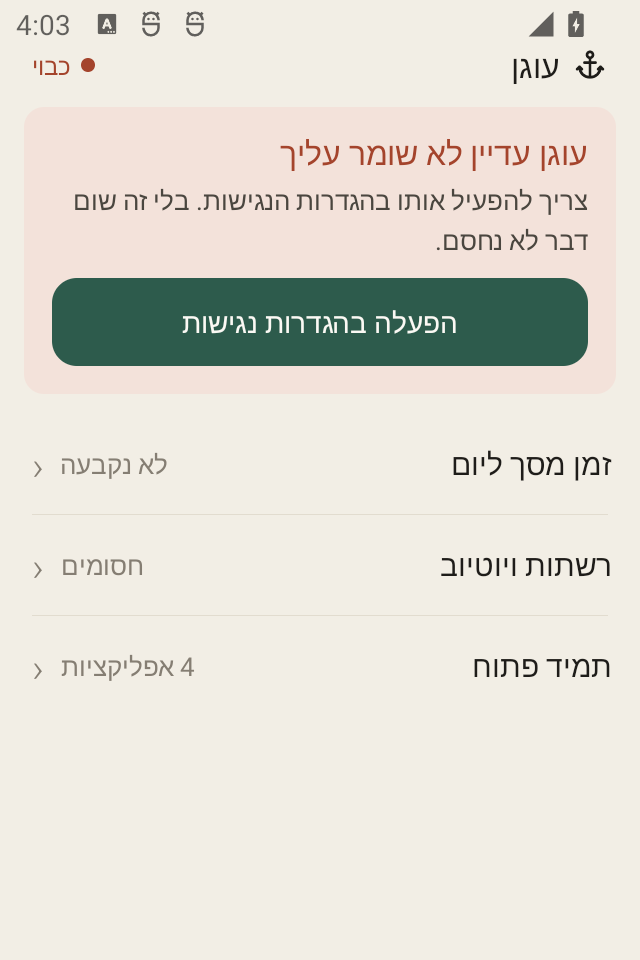 4:03
עוגן
כבוי
עוגן עדיין לא שומר עליך
צריך להפעיל אותו בהגדרות הנגישות. בלי זה שום
דבר לא נחסם.
הפעלה בהגדרות נגישות
זמן מסך ליום
לא נקבעה
רשתות ויוטיוב
חסומים
תמיד פתוח
4 אפליקציות